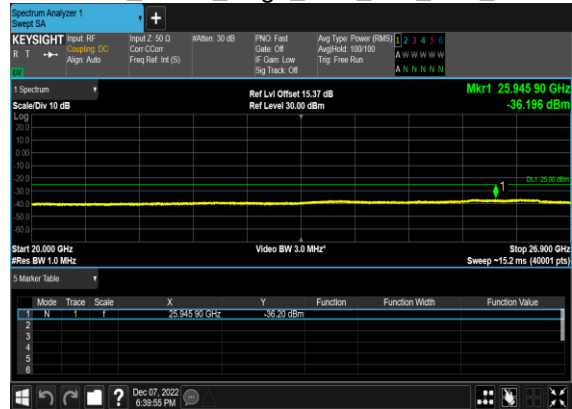 Spectrum Analyzer 1
Swept SA
KEYSIGHT Input: RF Input Z: 50 Ω #Atten: 30 dB PNO: Fast Avg Type: Power (RMS) 1 2 3 4 5 6
R T Coupling: DC Corr CCorr Gate: Off Avg|Hold: 100/100 A W W W W W
Align: Auto Freq Ref: Int (S) IF Gain: Low Trig: Free Run
Sig Track: Off A N N N N N
1 Spectrum Ref Lvl Offset 15.37 dB Mkr1 25.945 90 GHz
Scale/Div 10 dB Ref Level 30.00 dBm -36.196 dBm
Log
20.0
10.0
0.00
-10.0
-20.0 DL1 -25.00 dBm
-30.0 1
-40.0
-50.0
-60.0
Start 20.000 GHz Video BW 3.0 MHz* Stop 26.900 GHz
#Res BW 1.0 MHz Sweep ~15.2 ms (40001 pts)
5 Marker Table
Mode Trace Scale X Y Function Function Width Function Value
1 N 1 f 25.945 90 GHz -36.20 dBm
2
3
4
5
6
? Dec 07, 2022
6:39:55 PM